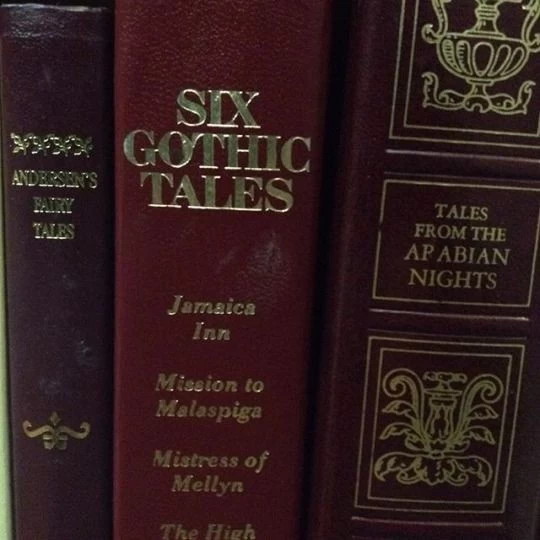 ANDERSEN'S
FAIRY
TALES
SIX
GOTHIC
TALES
Jamaica
Inn
Mission to
Malaspiga
Mistress of
Mellyn
The High
TALES
FROM THE
ARABIAN
NIGHTS